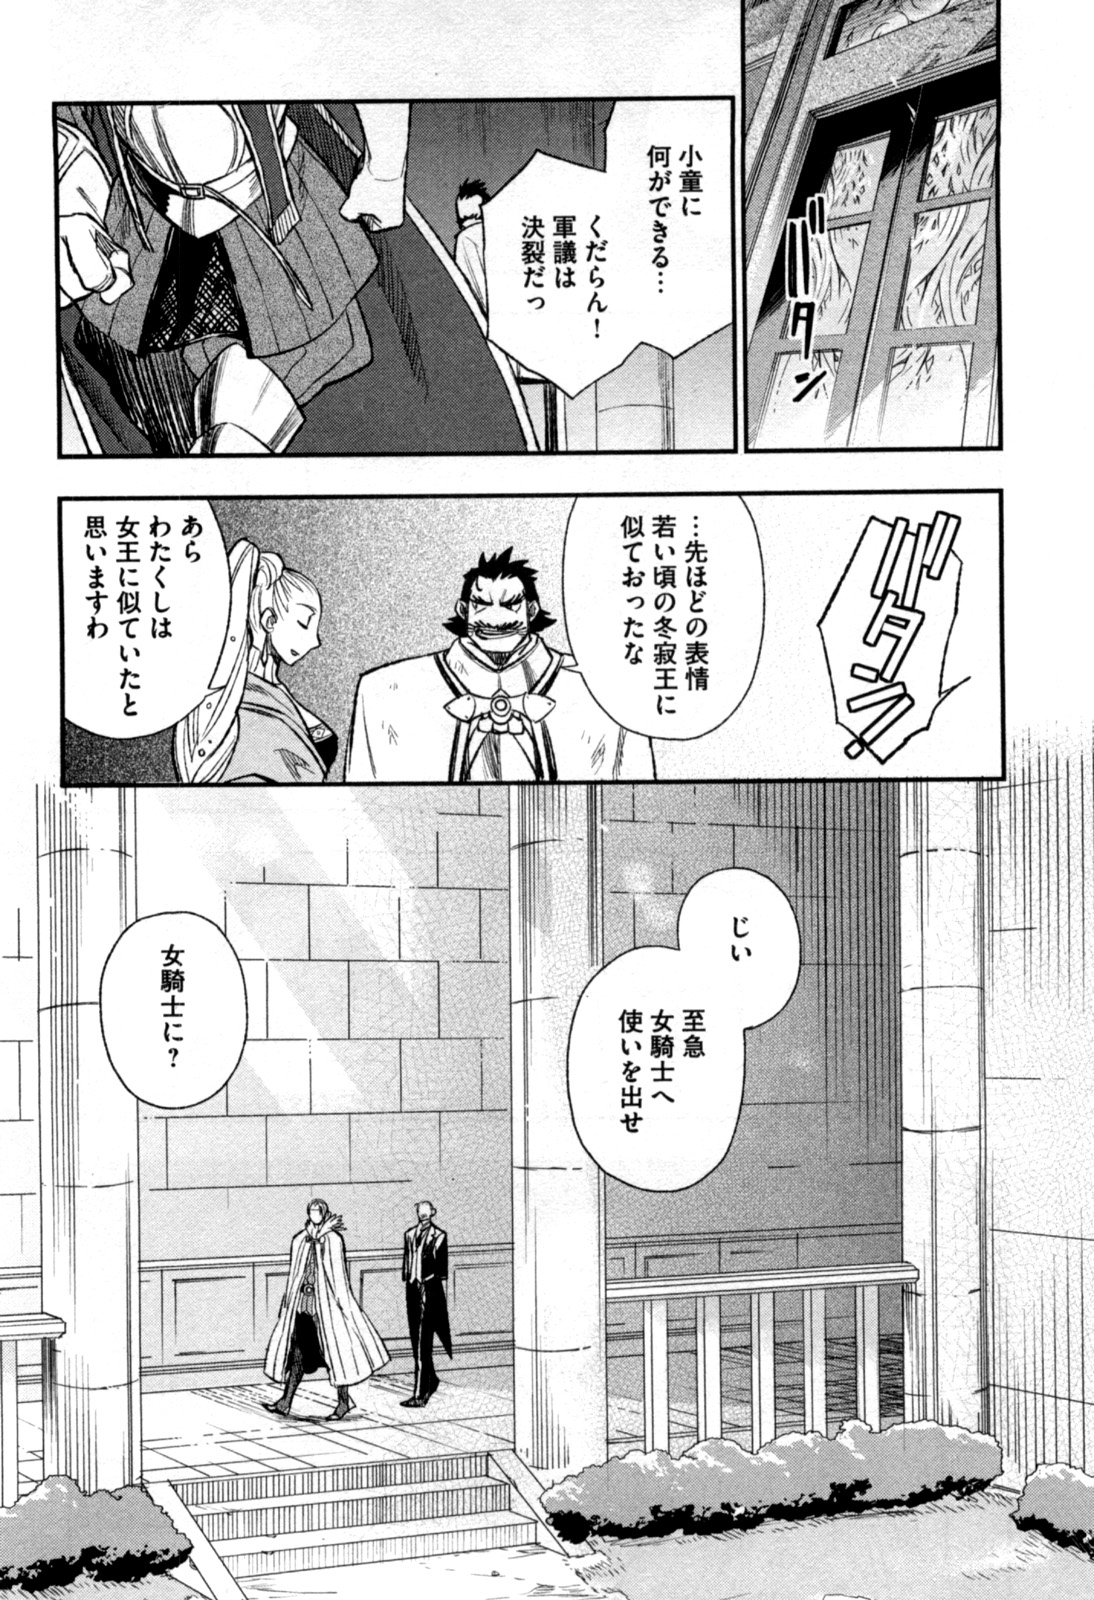 バターン
小童に
何ができる…
くだらん！
軍議は
決裂だっ
バタンッ
…先ほどの表情
若い頃の冬寂王に
似ておったな
あら
わたくしは
女王に似ていたと
思いますわ
じい
至急
女騎士へ
使いを出せ
女騎士に？